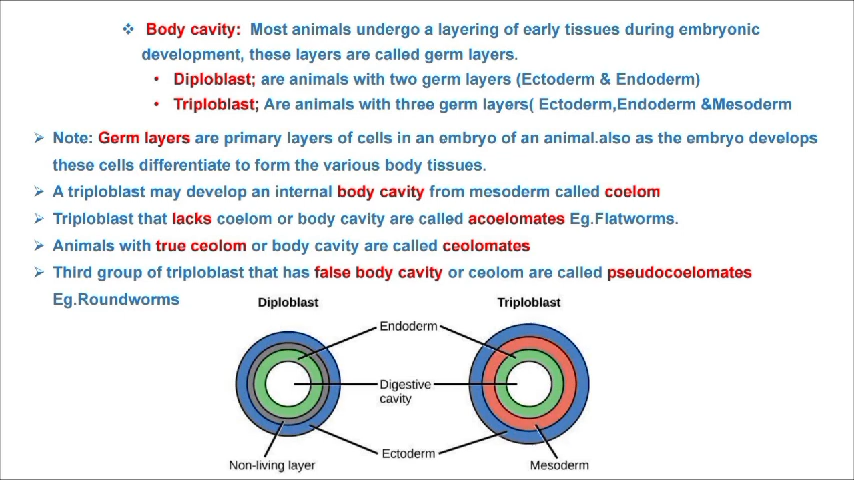 ❖ Body cavity: Most animals undergo a layering of early tissues during embryonic
development, these layers are called germ layers.
• Diploblast; are animals with two germ layers (Ectoderm & Endoderm)
• Triploblast; Are animals with three germ layers( Ectoderm,Endoderm &Mesoderm
➢ Note: Germ layers are primary layers of cells in an embryo of an animal.also as the embryo develops
these cells differentiate to form the various body tissues.
➢ A triploblast may develop an internal body cavity from mesoderm called coelom
➢ Triploblast that lacks coelom or body cavity are called acoelomates Eg.Flatworms.
➢ Animals with true ceolom or body cavity are called ceolomates
➢ Third group of triploblast that has false body cavity or ceolom are called pseudocoelomates
Eg.Roundworms
Diploblast
Triploblast
Endoderm
Digestive
cavity
Ectoderm
Non-living layer
Mesoderm